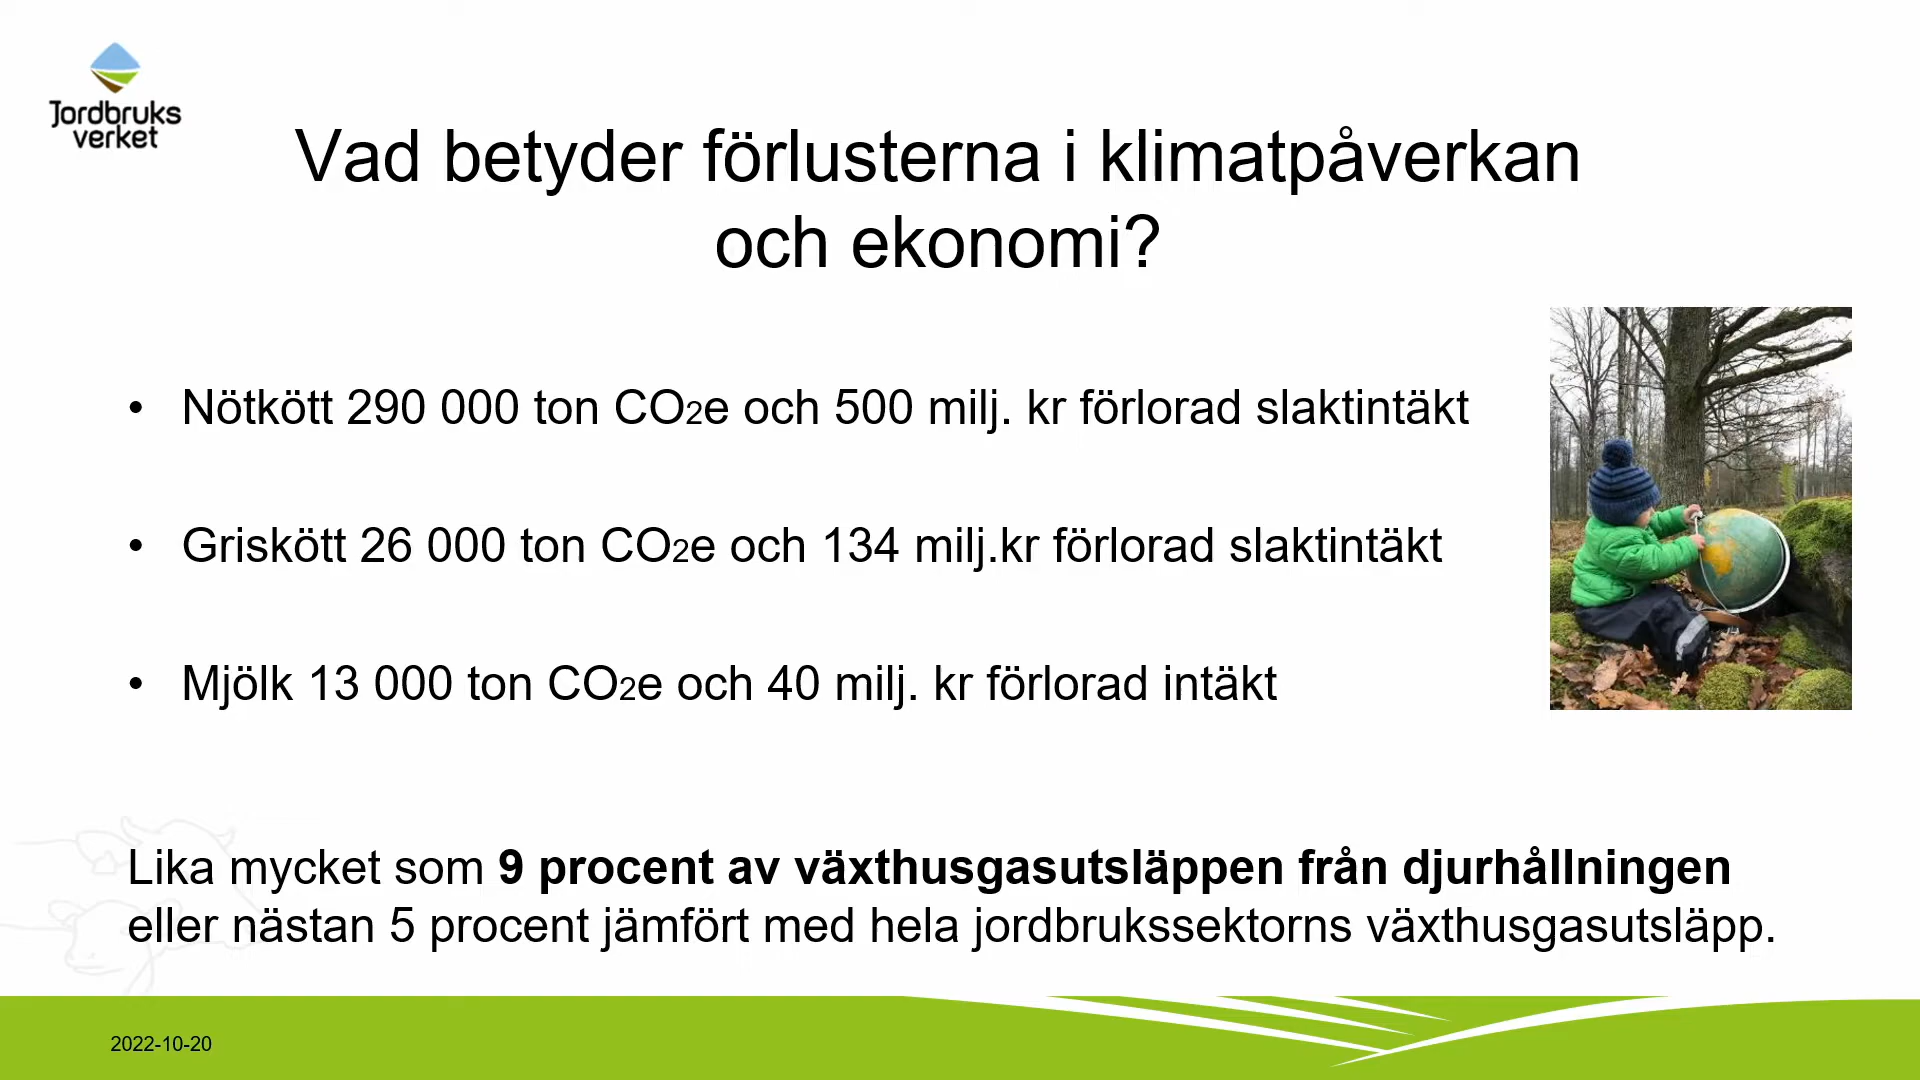 Jordbruks
verket
Vad betyder förlusterna i klimatpåverkan
och ekonomi?
• Nötkött 290 000 ton CO2e och 500 milj. kr förlorad slaktintäkt
• Griskött 26 000 ton CO2e och 134 milj.kr förlorad slaktintäkt
• Mjölk 13 000 ton CO2e och 40 milj. kr förlorad intäkt
Lika mycket som 9 procent av växthusgasutsläppen från djurhållningen
eller nästan 5 procent jämfört med hela jordbrukssektorns växthusgasutsläpp.
2022-10-20